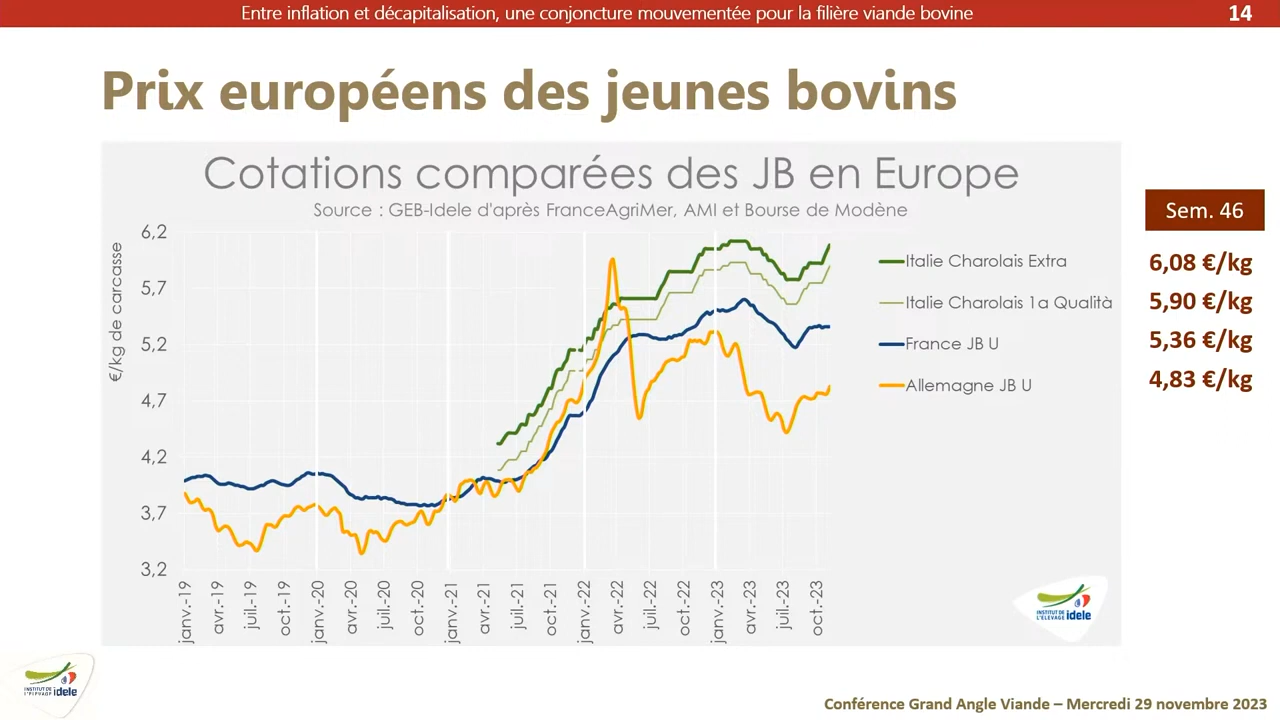 Entre inflation et décapitalisation, une conjoncture mouvementée pour la filière viande bovine
14
Prix européens des jeunes bovins
Cotations comparées des JB en Europe
Source : GEB-Idele d'après FranceAgriMer, AMI et Bourse de Modène
€/kg de carcasse
6,2
5,7
5,2
4,7
4,2
3,7
3,2
janv.-19
avr.-19
juil.-19
oct.-19
janv.-20
avr.-20
juil.-20
oct.-20
janv.-21
avr.-21
juil.-21
oct.-21
janv.-22
avr.-22
juil.-22
oct.-22
janv.-23
avr.-23
juil.-23
oct.-23
Italie Charolais Extra
Italie Charolais 1a Qualità
France JB U
Allemagne JB U
Sem. 46
6,08 €/kg
5,90 €/kg
5,36 €/kg
4,83 €/kg
INSTITUT DE
L'ÉLEVAGE idele
INSTITUT DE
L'ÉLEVAGE idele
Conférence Grand Angle Viande – Mercredi 29 novembre 2023